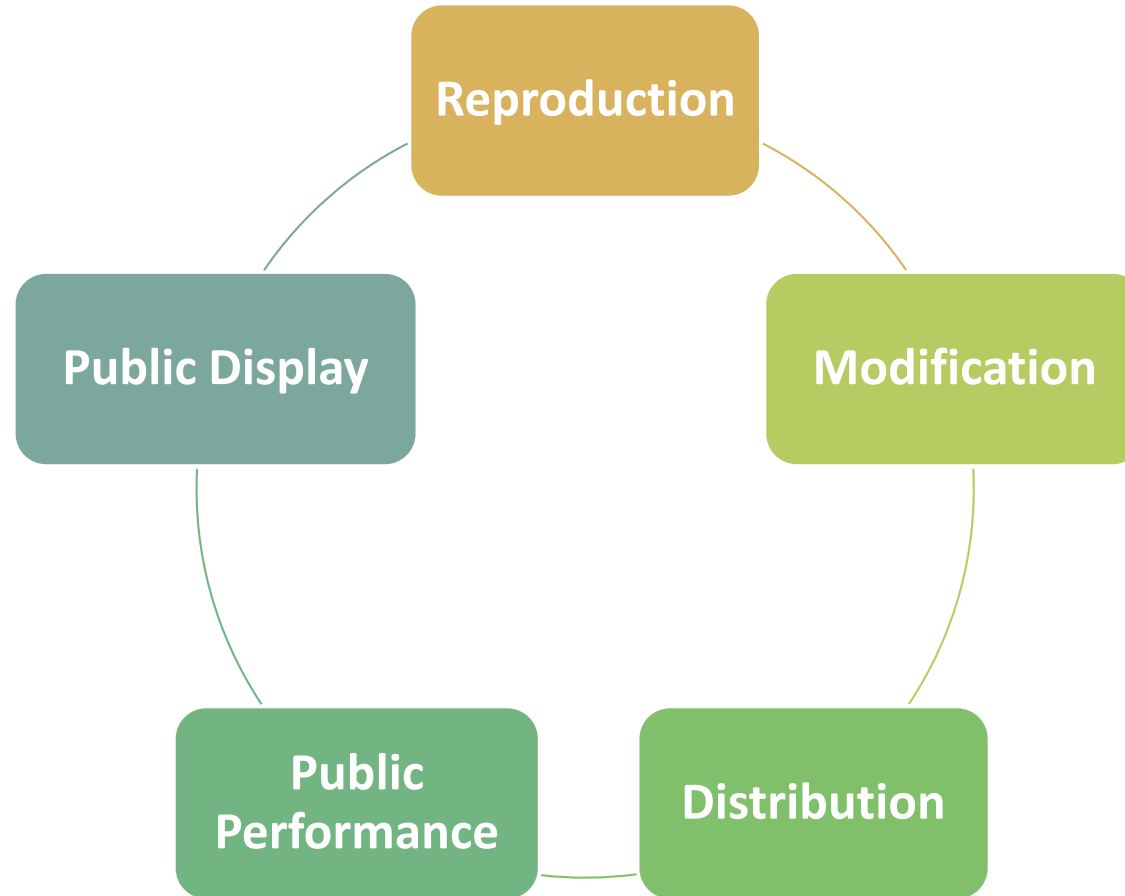 Reproduction
Public Display
Modification
Public
Performance
Distribution